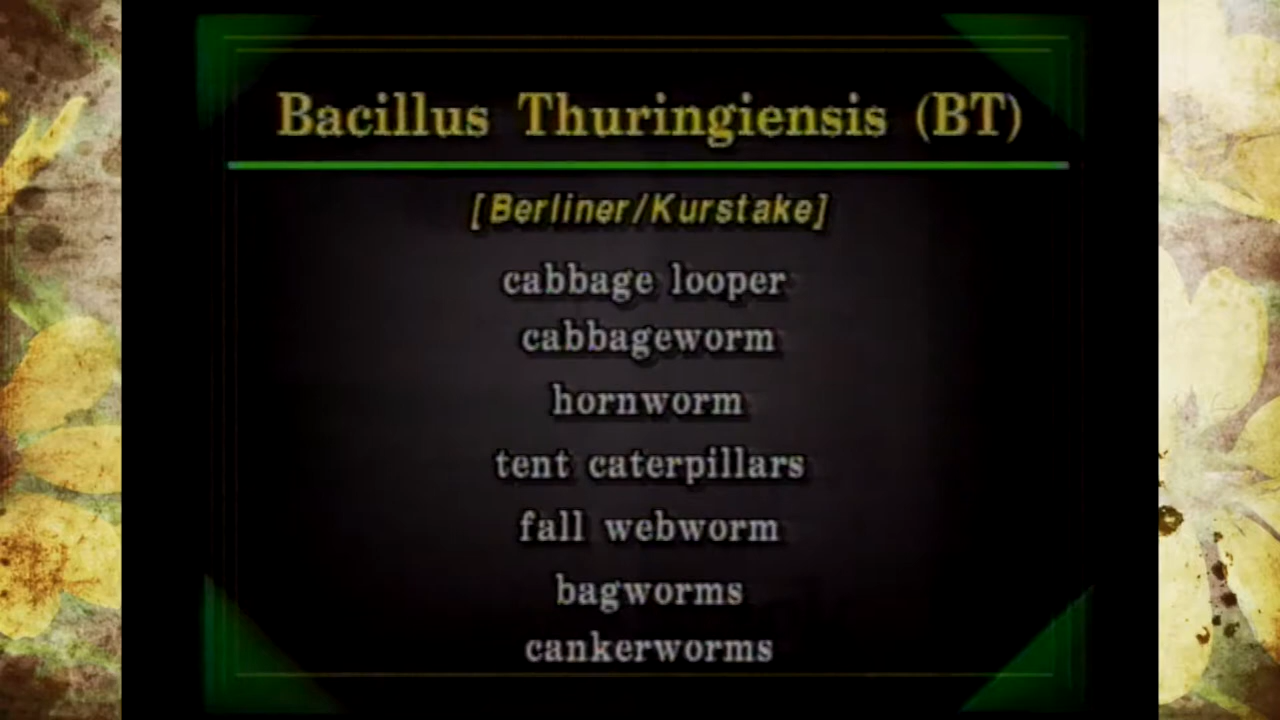 Bacillus Thuringiensis (BT)
[Berliner/Kurstake]
cabbage looper
cabbageworm
hornworm
tent caterpillars
fall webworm
bagworms
cankerworms